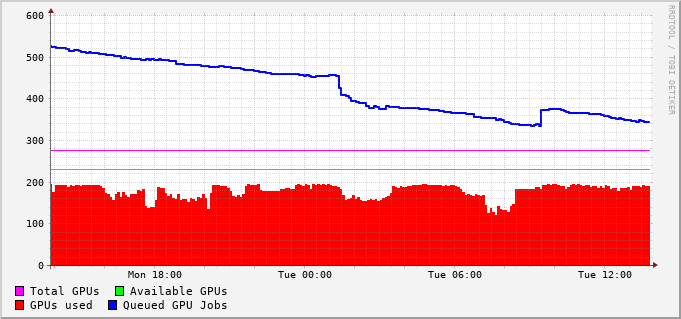 RRDTOOL / TOBI OETIKER
600
500
400
300
200
100
0
Mon 18:00 Tue 00:00 Tue 06:00 Tue 12:00
Total GPUs Available GPUs
GPUs used Queued GPU Jobs